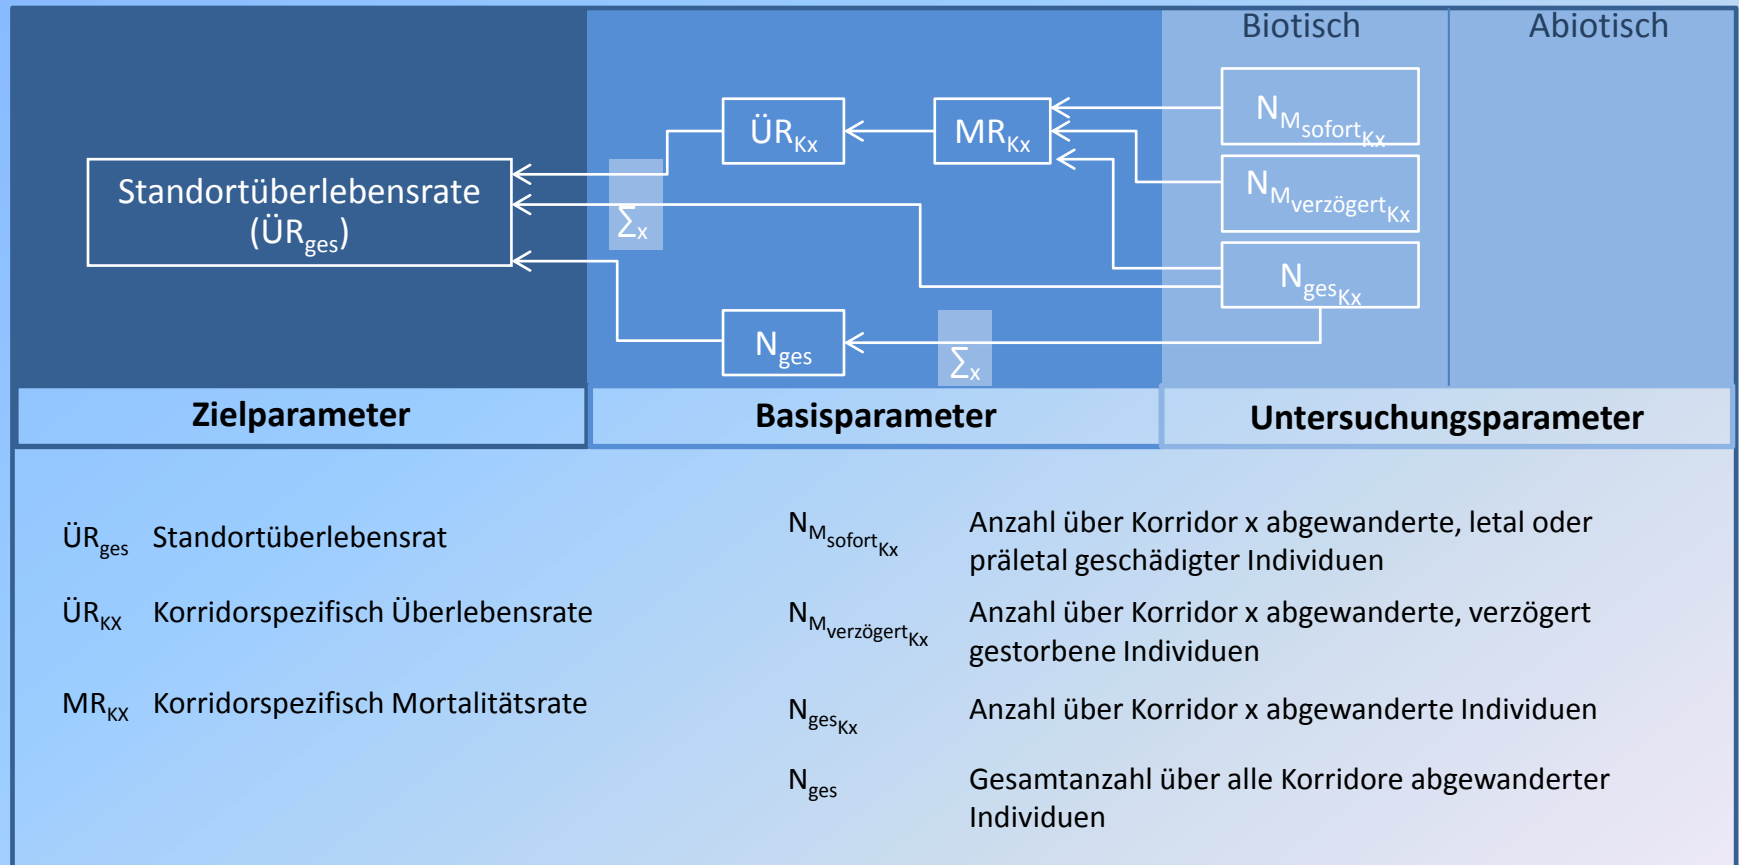 Biotisch Abiotisch
N_M_sofort_Kx
ÜR_Kx MR_Kx
N_M_verzögert_Kx
Standortüberlebensrate
(ÜR_ges)
∑_x
N_ges_Kx
N_ges
∑_x
Zielparameter Basisparameter Untersuchungsparameter
ÜR_ges Standortüberlebensrat
ÜR_KX Korridorspezifisch Überlebensrate
MR_KX Korridorspezifisch Mortalitätsrate
N_M_sofort_Kx Anzahl über Korridor x abgewanderte, letal oder
präletal geschädigter Individuen
N_M_verzögert_Kx Anzahl über Korridor x abgewanderte, verzögert
gestorbene Individuen
N_ges_Kx Anzahl über Korridor x abgewanderte Individuen
N_ges Gesamtanzahl über alle Korridore abgewanderter
Individuen